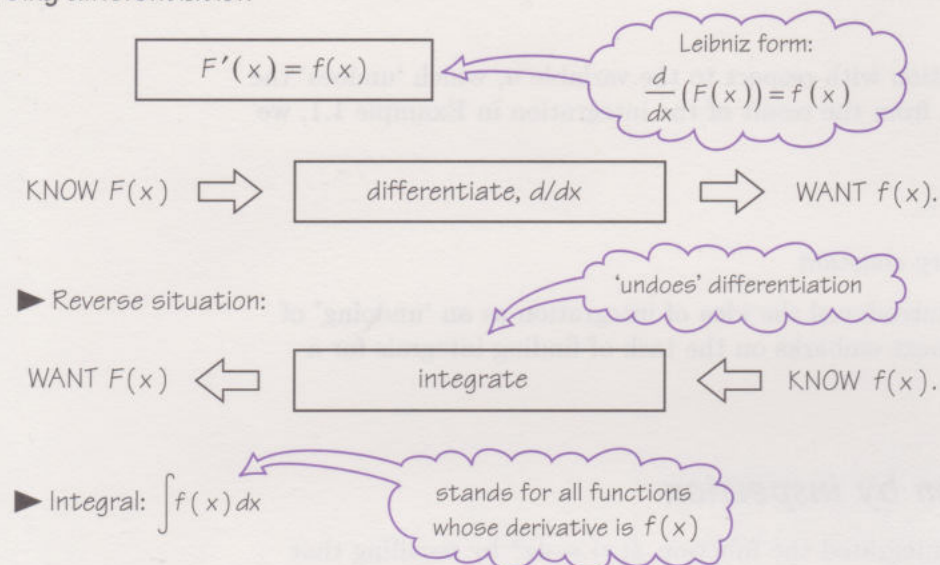 F′(x) = f(x)
Leibniz form:
d/dx (F(x)) = f(x)
KNOW F(x)
differentiate, d/dx
WANT f(x).
'undoes' differentiation
▶ Reverse situation:
WANT F(x)
integrate
KNOW f(x).
▶ Integral: ∫ f(x) dx
stands for all functions
whose derivative is f(x)